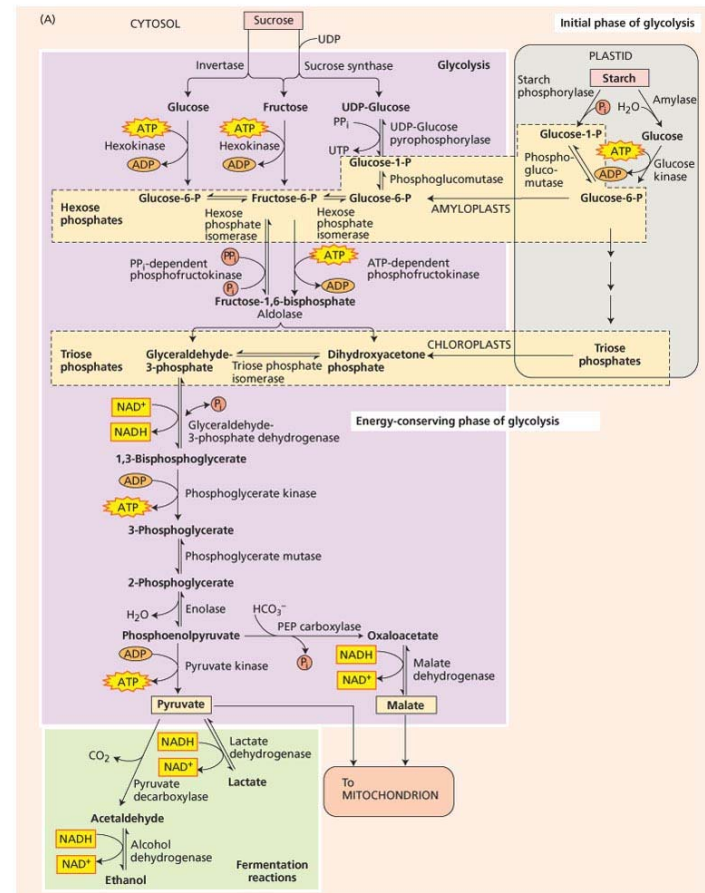 (A)
CYTOSOL
Sucrose
Initial phase of glycolysis
UDP
Invertase
Sucrose synthase
Glycolysis
PLASTID
Starch
Starch
phosphorylase
Pi
H2O
Amylase
Glucose
Fructose
UDP-Glucose
ATP
Hexokinase
ADP
ATP
Hexokinase
ADP
PPi
UTP
UDP-Glucose
pyrophosphorylase
Glucose-1-P
Glucose
Phospho-
gluco-
mutase
ATP
ADP
Glucose
kinase
Glucose-1-P
Phosphoglucomutase
Hexose
phosphates
Glucose-6-P
Fructose-6-P
Glucose-6-P
AMYLOPLASTS
Glucose-6-P
Hexose
phosphate
isomerase
Hexose
phosphate
isomerase
PPi-dependent
phosphofructokinase
PPi
Pi
ATP
ADP
ATP-dependent
phosphofructokinase
Fructose-1,6-bisphosphate
Aldolase
Triose
phosphates
Glyceraldehyde-
3-phosphate
Triose phosphate
isomerase
Dihydroxyacetone
phosphate
CHLOROPLASTS
Triose
phosphates
NAD+
NADH
Pi
Glyceraldehyde-
3-phosphate dehydrogenase
Energy-conserving phase of glycolysis
1,3-Bisphosphoglycerate
ADP
ATP
Phosphoglycerate kinase
3-Phosphoglycerate
Phosphoglycerate mutase
2-Phosphoglycerate
H2O
Enolase
HCO3−
PEP carboxylase
Phosphoenolpyruvate
Oxaloacetate
Pi
ADP
ATP
Pyruvate kinase
NADH
NAD+
Malate
dehydrogenase
Pyruvate
Malate
CO2
NADH
NAD+
Lactate
dehydrogenase
Lactate
Pyruvate
decarboxylase
To
MITOCHONDRION
Acetaldehyde
NADH
NAD+
Alcohol
dehydrogenase
Ethanol
Fermentation
reactions